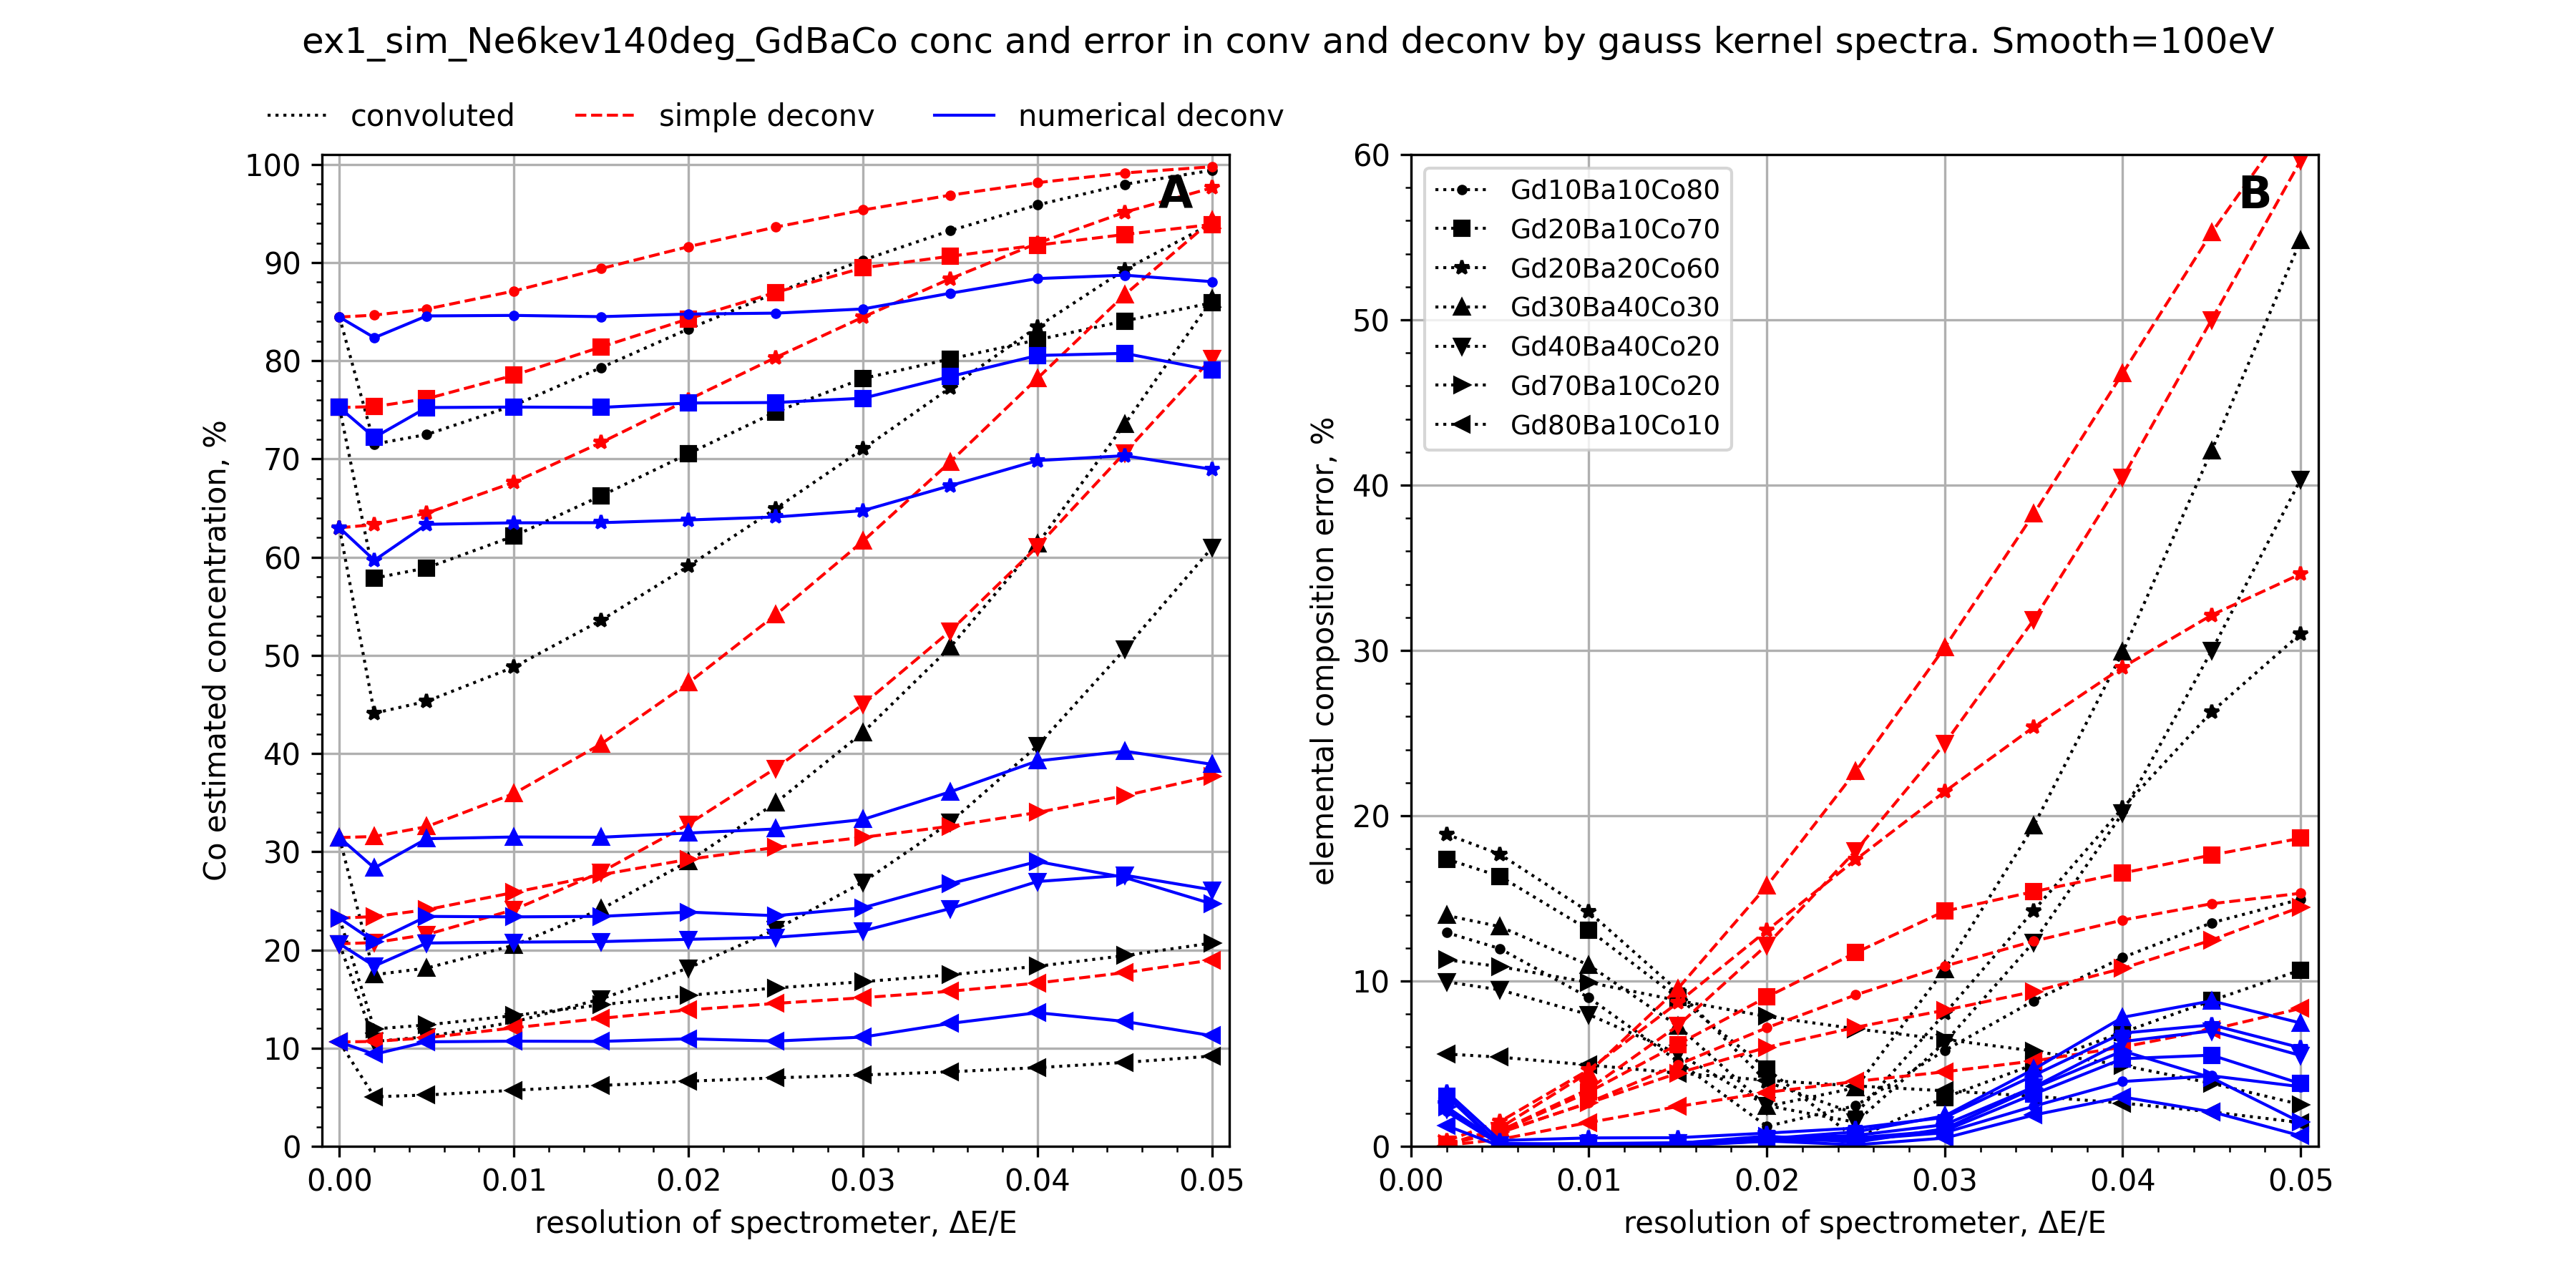 ex1_sim_Ne6kev140deg_GdBaCo conc and error in conv and deconv by gauss kernel spectra. Smooth=100eV
convoluted simple deconv numerical deconv
A
100
90
80
70
60
50
40
30
20
10
0
Co estimated concentration, %
0.00 0.01 0.02 0.03 0.04 0.05
resolution of spectrometer, ΔE/E
B
Gd10Ba10Co80
Gd20Ba10Co70
Gd20Ba20Co60
Gd30Ba40Co30
Gd40Ba40Co20
Gd70Ba10Co20
Gd80Ba10Co10
60
50
40
30
20
10
0
elemental composition error, %
0.00 0.01 0.02 0.03 0.04 0.05
resolution of spectrometer, ΔE/E